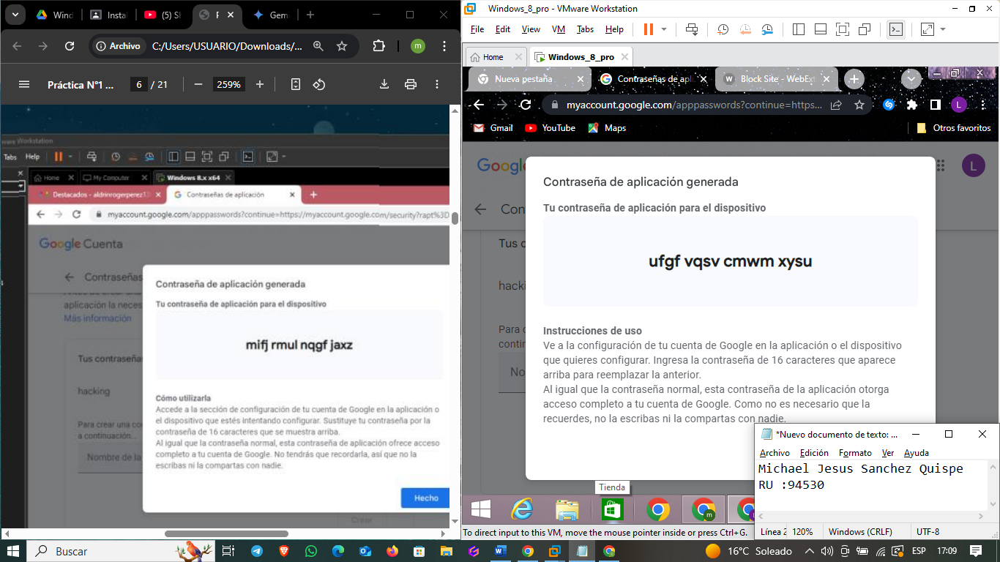 Wind
Instal
(5) S
F
Gem
Archivo
C:/Users/USUARIO/Downloads/...
m
Práctica N°1 ...
6 / 21
259%
ware Workstation
Tabs Help
Home
My Computer
Windows 8.x x64
Destacados - aldrinrogerperez1
Contraseñas de aplicación
myaccount.google.com/apppasswords?continue=https://myaccount.google.com/security?rapt%3D
Google Cuenta
Contraseñas
aplicación la neces
Más información
Tus contraseña
hacking
Para crear una con
a continuación...
Nombre de la
Contraseña de aplicación generada
Tu contraseña de aplicación para el dispositivo
mifj rmul nqgf jaxz
Cómo utilizarla
Accede a la sección de configuración de tu cuenta de Google en la aplicación o
el dispositivo que estés intentando configurar. Sustituye tu contraseña por la
contraseña de 16 caracteres que se muestra arriba.
Al igual que la contraseña normal, esta contraseña de aplicación ofrece acceso
completo a tu cuenta de Google. No tendrás que recordarla, así que no la
escribas ni la compartas con nadie.
Hecho
Crear
Windows_8_pro - VMware Workstation
File Edit View VM Tabs Help
Home
Windows_8_pro
Nueva pestaña
Contraseñas de apl
Block Site - WebExt
myaccount.google.com/apppasswords?continue=https...
L
Gmail
YouTube
Maps
Otros favoritos
Googl
L
Con
Tus c
hacki
Para c
contin
No
Contraseña de aplicación generada
Tu contraseña de aplicación para el dispositivo
ufgf vqsv cmwm xysu
Instrucciones de uso
Ve a la configuración de tu cuenta de Google en la aplicación o el dispositivo
que quieres configurar. Ingresa la contraseña de 16 caracteres que aparece
arriba para reemplazar la anterior.
Al igual que la contraseña normal, esta contraseña de la aplicación otorga
acceso completo a tu cuenta de Google. Como no es necesario que la
recuerdes, no la escribas ni la compartas con nadie.
Tienda
To direct input to this VM, move the mouse pointer inside or press Ctrl+G.
*Nuevo documento de texto: ...
Archivo Edición Formato Ver Ayuda
Michael Jesus Sanchez Quispe
RU :94530
Línea 2
120%
Windows (CRLF)
UTF-8
Buscar
16°C Soleado
ESP
17:09